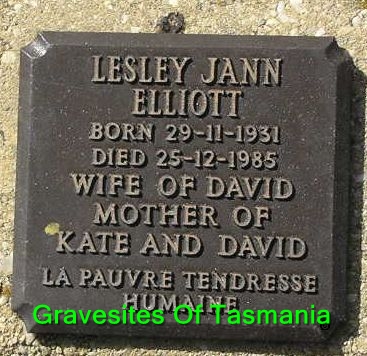 LESLEY JANN
ELLIOTT
BORN 29-11-1931
DIED 25-12-1985
WIFE OF DAVID
MOTHER OF
KATE AND DAVID
LA PAUVRE TENDRESSE
HUMAINE
Gravesites Of Tasmania